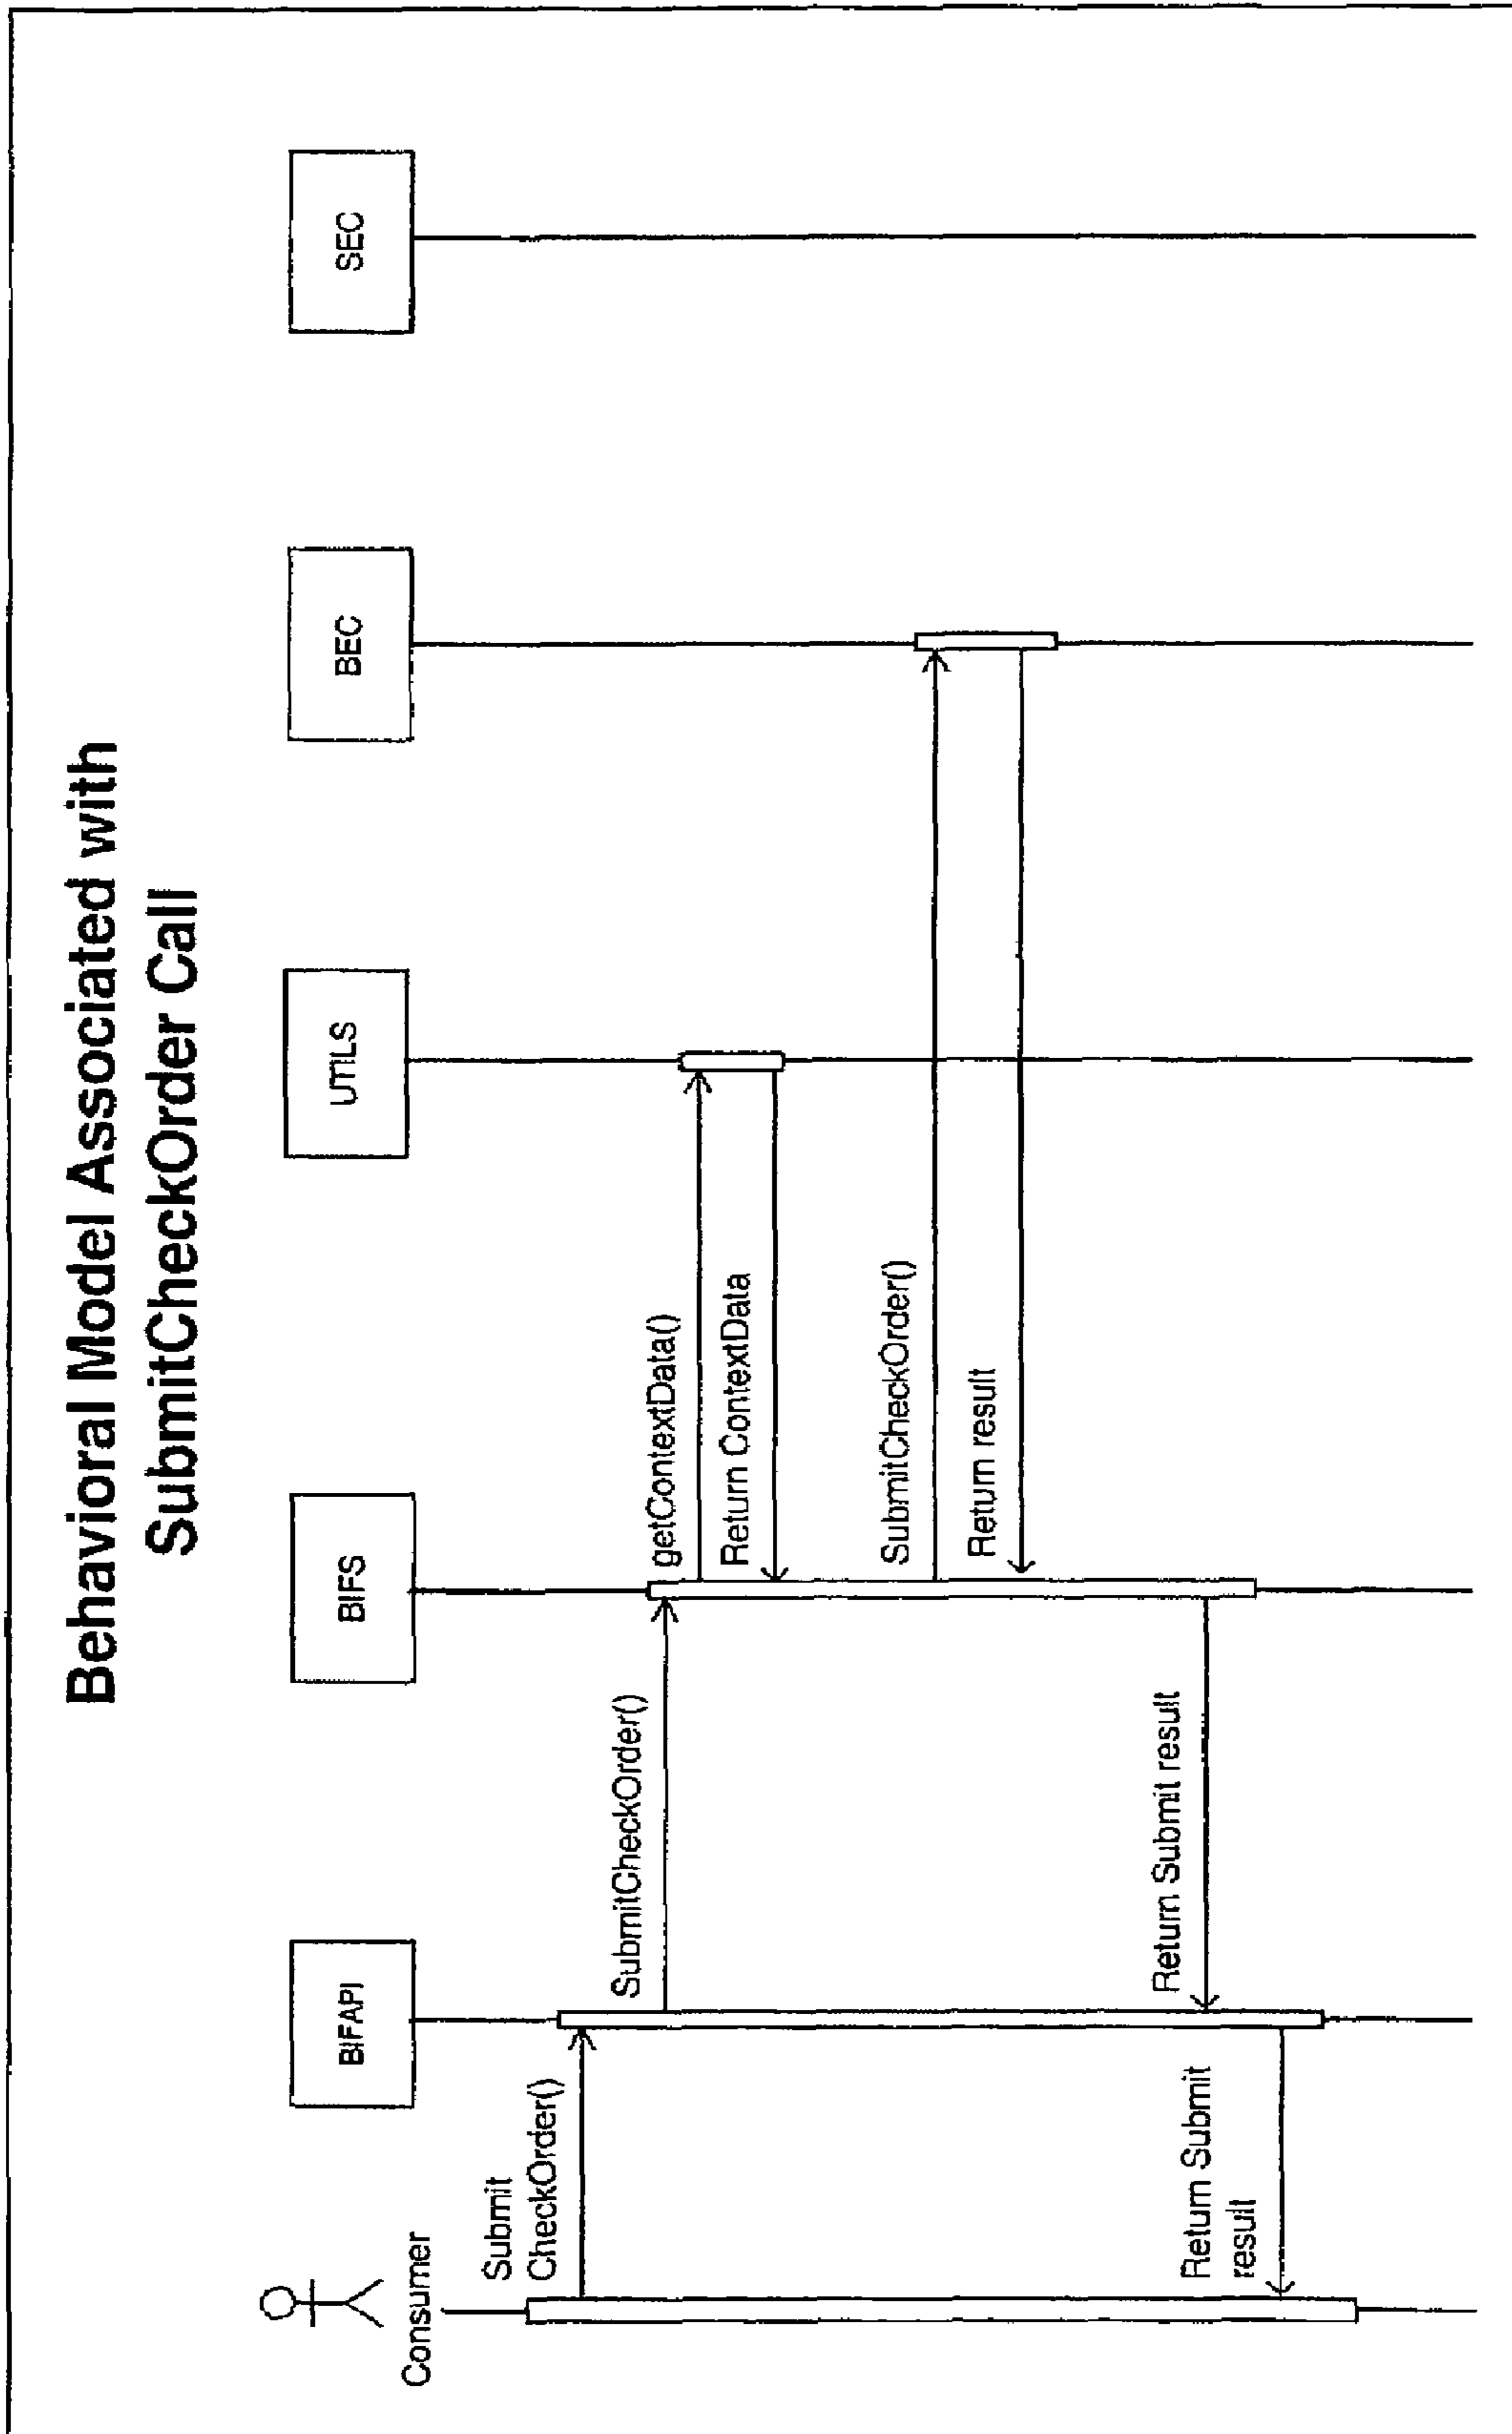 Behavioral Model Associated with
SubmitCheckOrder Call
Consumer
BIFAPI
BIFS
UTILS
BEC
SEC
Submit
CheckOrder()
SubmitCheckOrder()
getContextData()
Return ContextData
SubmitCheckOrder()
Return result
Return Submit result
Return Submit
result